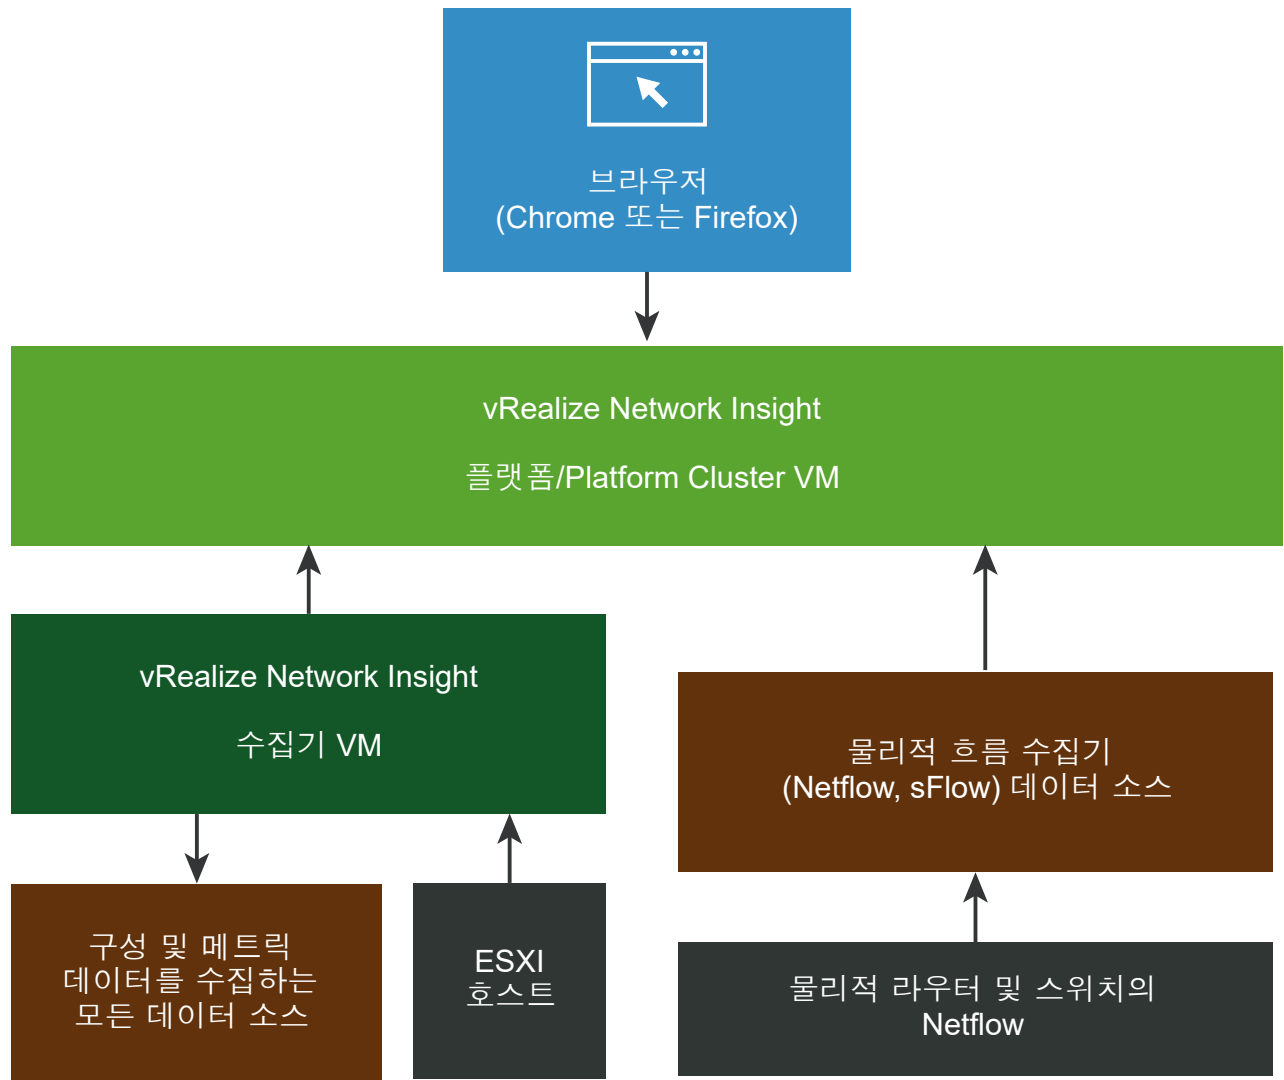 브라우저
(Chrome 또는 Firefox)
vRealize Network Insight
플랫폼/Platform Cluster VM
vRealize Network Insight
수집기 VM
물리적 흐름 수집기
(Netflow, sFlow) 데이터 소스
구성 및 메트릭
데이터를 수집하는
모든 데이터 소스
ESXI
호스트
물리적 라우터 및 스위치의
Netflow